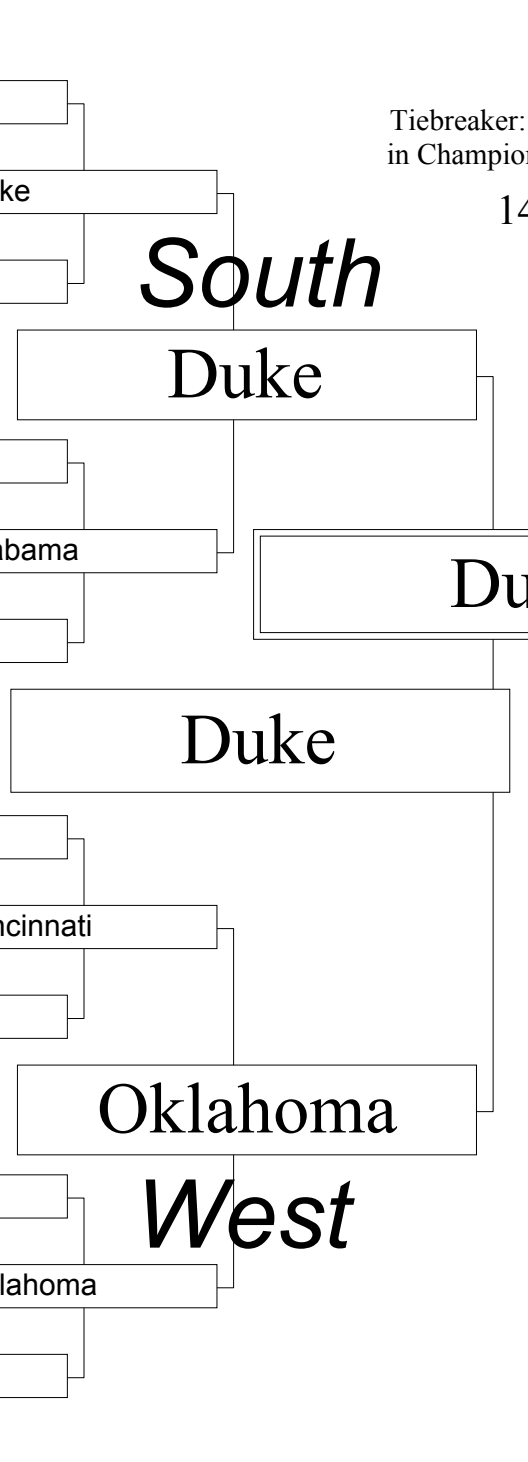 Tiebreaker:
in Champion
ke
14
South
Duke
abama
Du
Duke
ncinnati
Oklahoma
West
lahoma